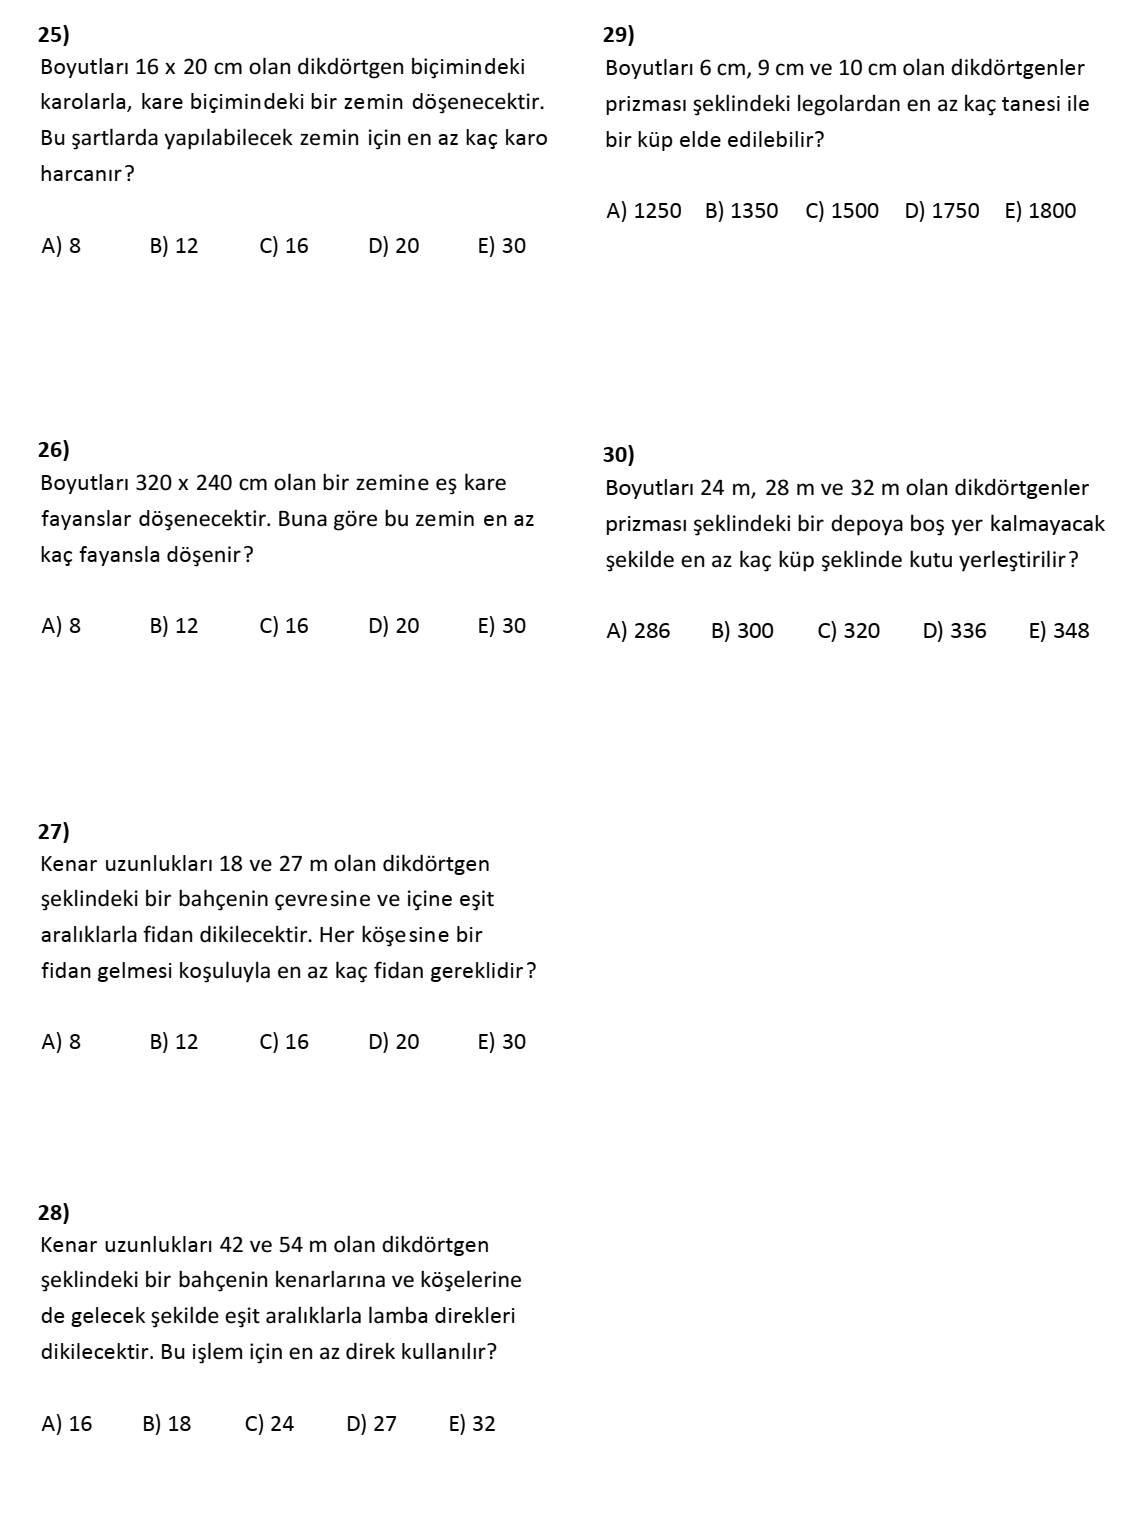 25)
Boyutları 16 x 20 cm olan dikdörtgen biçimindeki
karolarla, kare biçimindeki bir zemin döşenecektir.
Bu şartlarda yapılabilecek zemin için en az kaç karo
harcanır?
A) 8 B) 12 C) 16 D) 20 E) 30
26)
Boyutları 320 x 240 cm olan bir zemine eş kare
fayanslar döşenecektir. Buna göre bu zemin en az
kaç fayansla döşenir?
A) 8 B) 12 C) 16 D) 20 E) 30
27)
Kenar uzunlukları 18 ve 27 m olan dikdörtgen
şeklindeki bir bahçenin çevresine ve içine eşit
aralıklarla fidan dikilecektir. Her köşesine bir
fidan gelmesi koşuluyla en az kaç fidan gereklidir?
A) 8 B) 12 C) 16 D) 20 E) 30
28)
Kenar uzunlukları 42 ve 54 m olan dikdörtgen
şeklindeki bir bahçenin kenarlarına ve köşelerine
de gelecek şekilde eşit aralıklarla lamba direkleri
dikilecektir. Bu işlem için en az direk kullanılır?
A) 16 B) 18 C) 24 D) 27 E) 32
29)
Boyutları 6 cm, 9 cm ve 10 cm olan dikdörtgenler
prizması şeklindeki legolardan en az kaç tanesi ile
bir küp elde edilebilir?
A) 1250 B) 1350 C) 1500 D) 1750 E) 1800
30)
Boyutları 24 m, 28 m ve 32 m olan dikdörtgenler
prizması şeklindeki bir depoya boş yer kalmayacak
şekilde en az kaç küp şeklinde kutu yerleştirilir?
A) 286 B) 300 C) 320 D) 336 E) 348